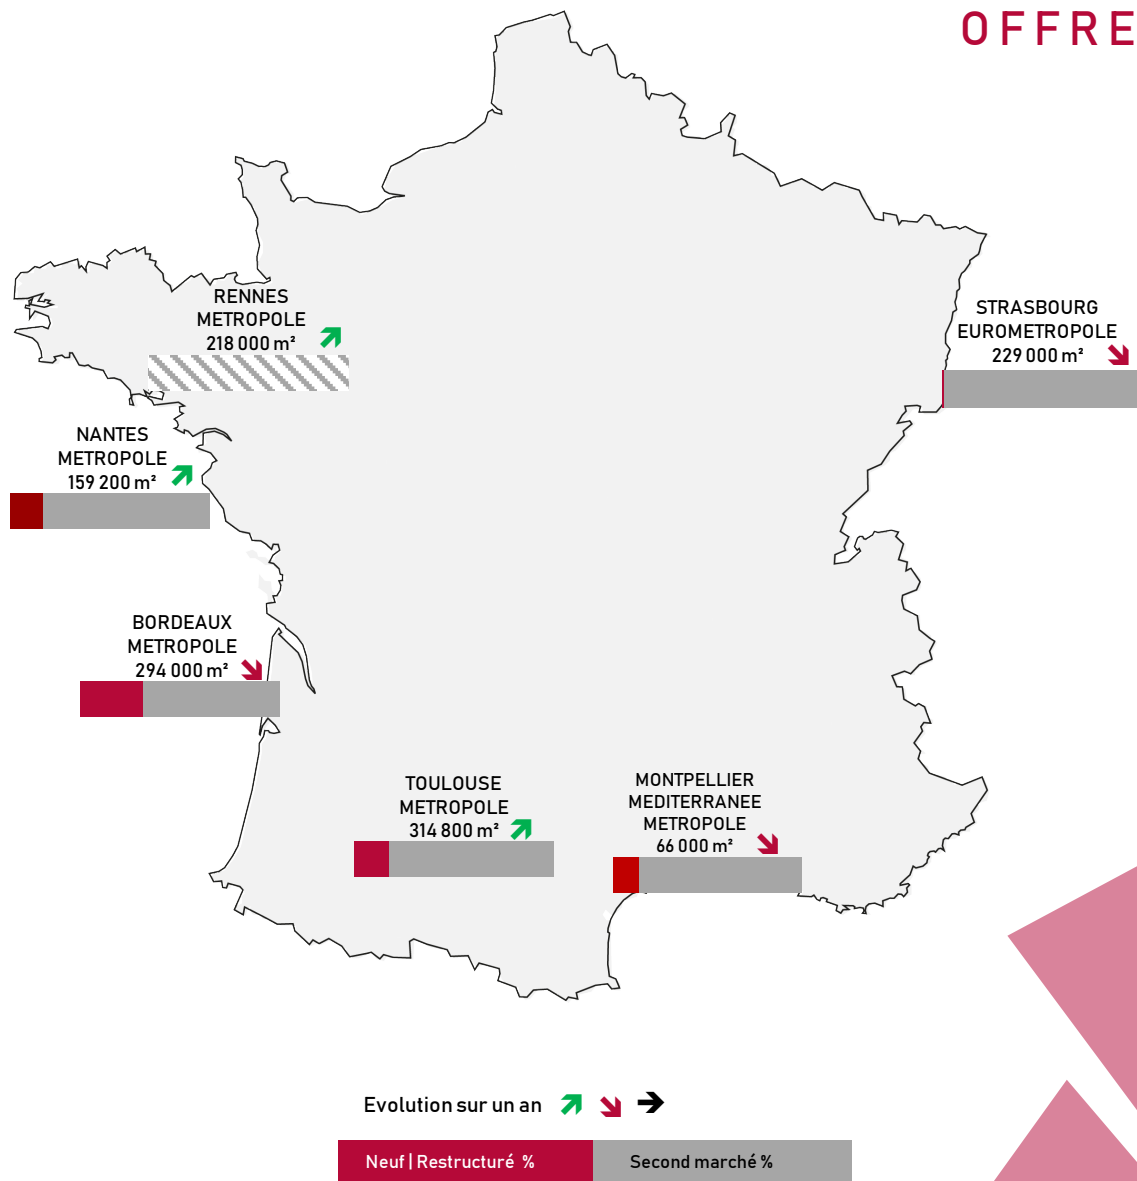 OFFRE
RENNES
METROPOLE
218 000 m²
STRASBOURG
EUROMETROPOLE
229 000 m²
NANTES
METROPOLE
159 200 m²
BORDEAUX
METROPOLE
294 000 m²
TOULOUSE
METROPOLE
314 800 m²
MONTPELLIER
MEDITERRANEE
METROPOLE
66 000 m²
Evolution sur un an
Neuf | Restructuré %
Second marché %